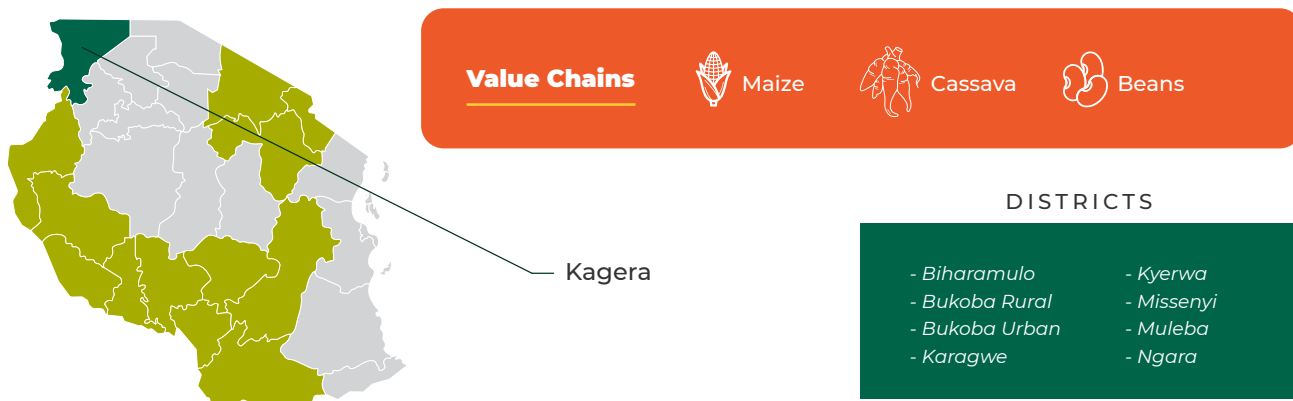 Value Chains
Maize
Cassava
Beans
Kagera
DISTRICTS
- Biharamulo
- Bukoba Rural
- Bukoba Urban
- Karagwe
- Kyerwa
- Missenyi
- Muleba
- Ngara